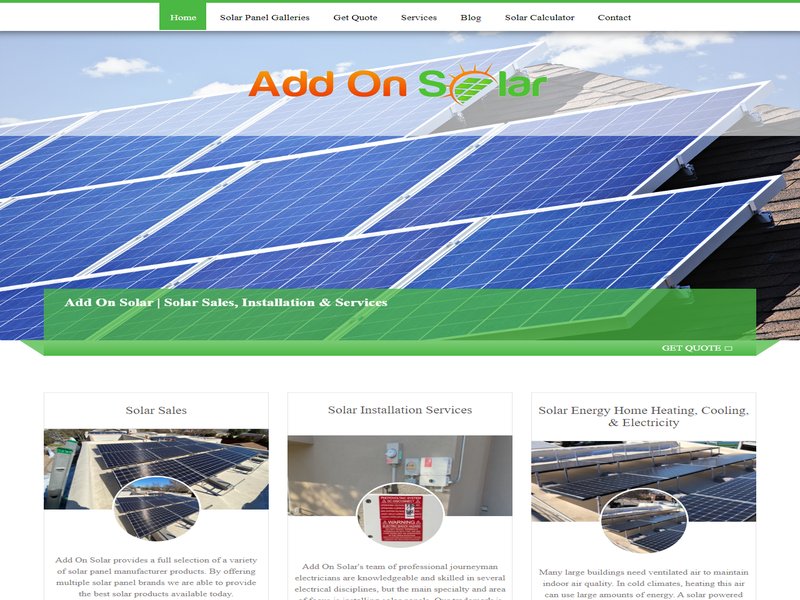 Home Solar Panel Galleries Get Quote Services Blog Solar Calculator Contact
Add On Solar
Add On Solar | Solar Sales, Installation & Services
GET QUOTE
Solar Sales
Add On Solar provides a full selection of a variety
of solar panel manufacturer products. By offering
multiple solar panel brands we are able to provide
the best solar products available today.
Solar Installation Services
WARNING
Add On Solar's team of professional journeyman
electricians are knowledgeable and skilled in several
electrical disciplines, but the main specialty and area
Solar Energy Home Heating, Cooling,
& Electricity
Many large buildings need ventilated air to maintain
indoor air quality. In cold climates, heating this air
can use large amounts of energy. A solar powered